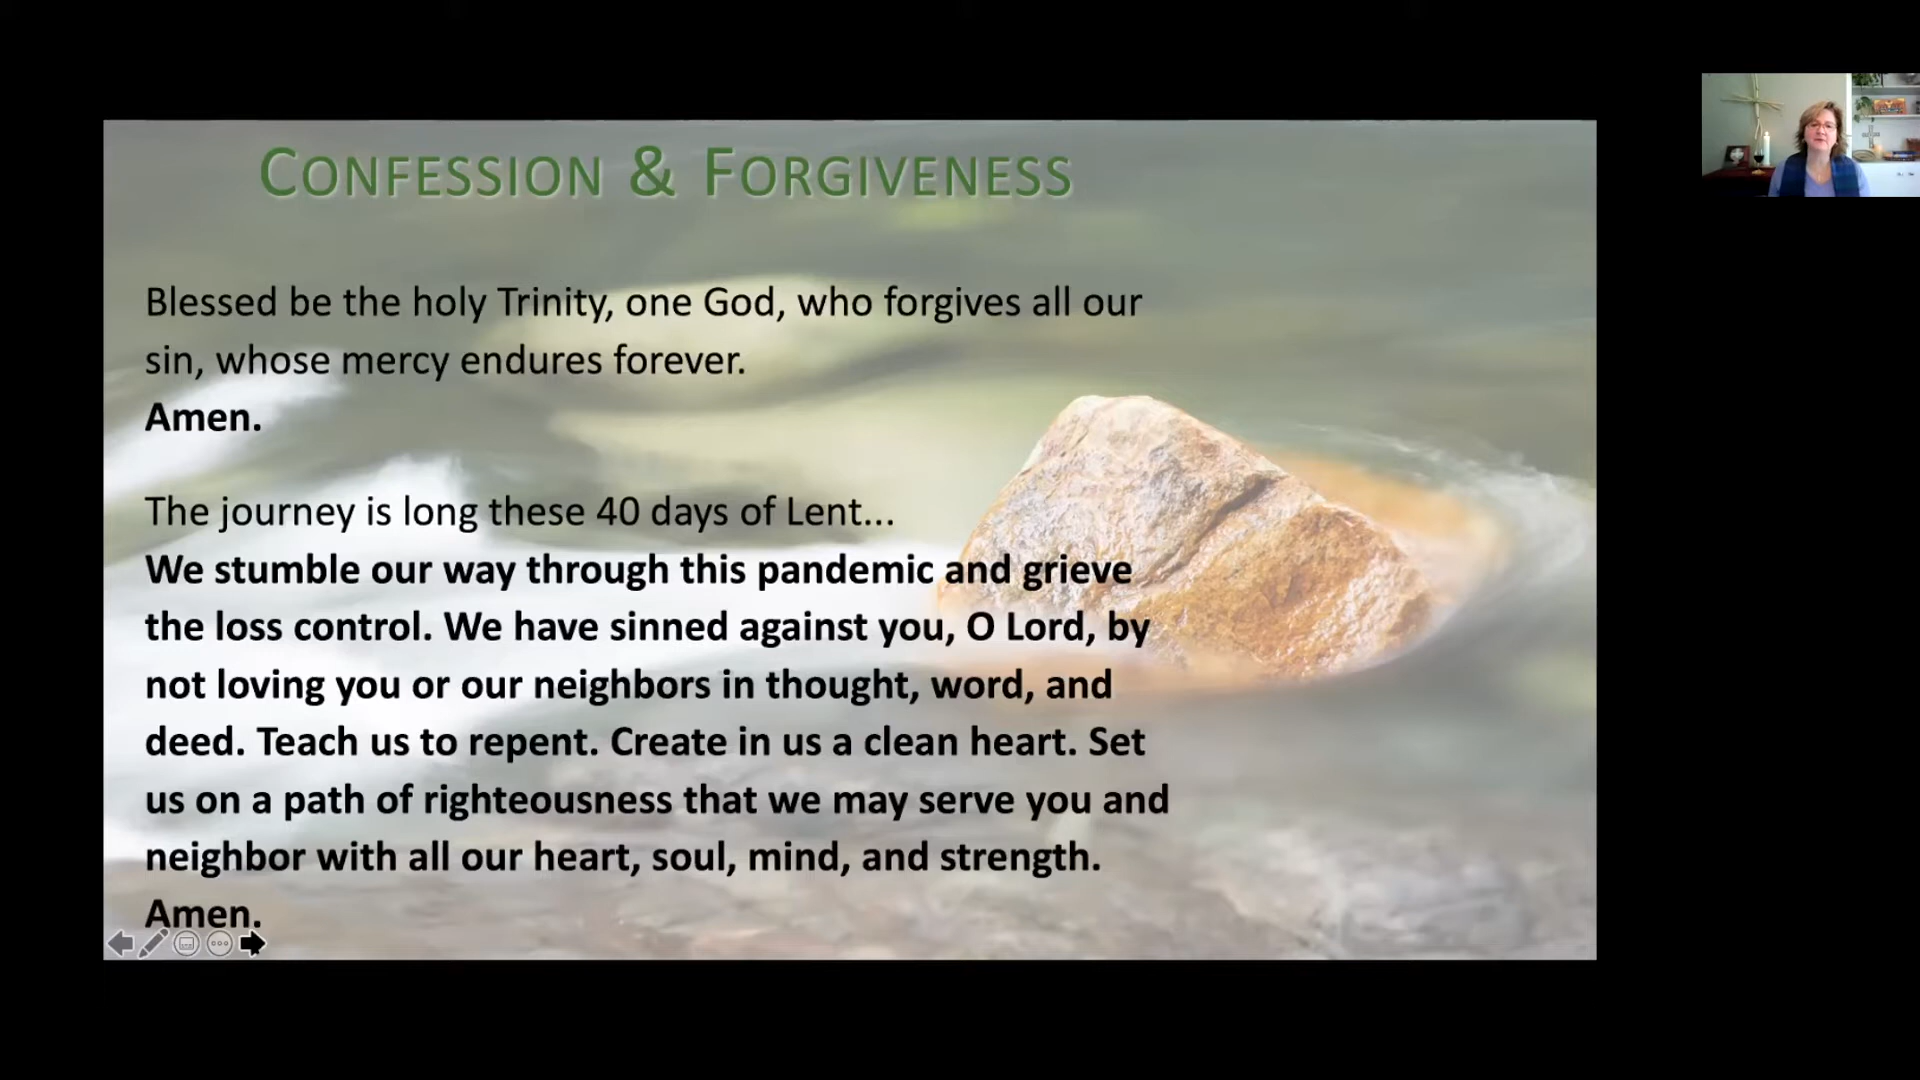 CONFESSION & FORGIVENESS
Blessed be the holy Trinity, one God, who forgives all our
sin, whose mercy endures forever.
Amen.
The journey is long these 40 days of Lent...
We stumble our way through this pandemic and grieve
the loss control. We have sinned against you, O Lord, by
not loving you or our neighbors in thought, word, and
deed. Teach us to repent. Create in us a clean heart. Set
us on a path of righteousness that we may serve you and
neighbor with all our heart, soul, mind, and strength.
Amen.